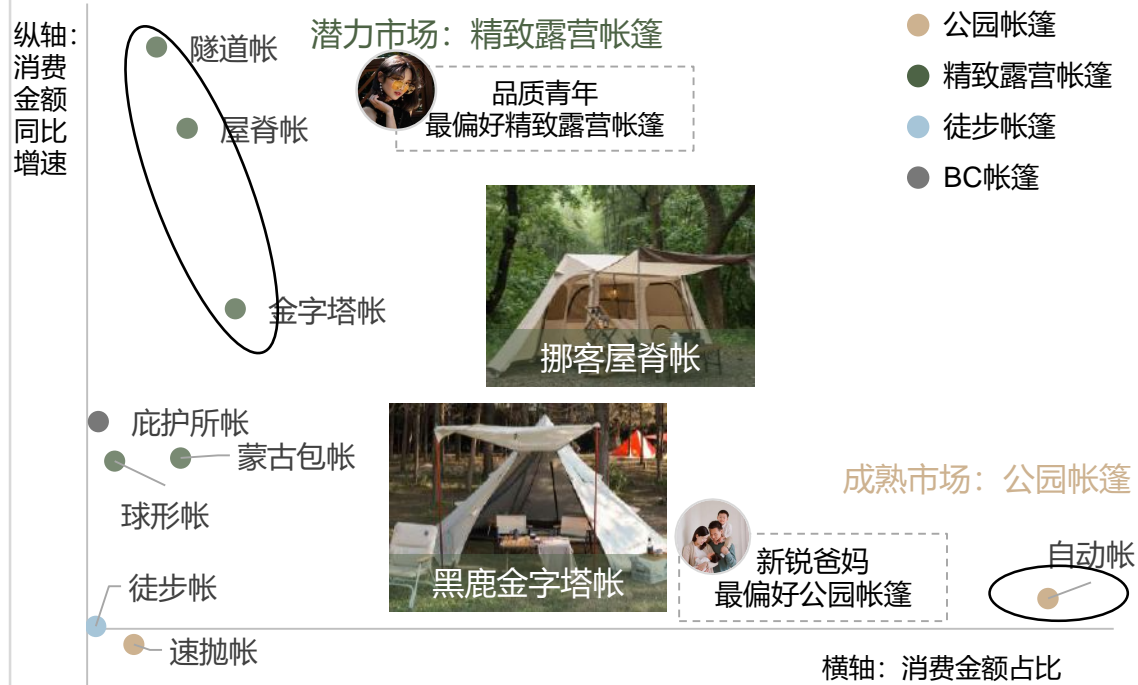 纵轴：
消费
金额
同比
增速
隧道帐
潜力市场：精致露营帐篷
品质青年
最偏好精致露营帐篷
公园帐篷
精致露营帐篷
徒步帐篷
BC帐篷
屋脊帐
金字塔帐
挪客屋脊帐
庇护所帐
蒙古包帐
球形帐
黑鹿金字塔帐
成熟市场：公园帐篷
新锐爸妈
最偏好公园帐篷
自动帐
徒步帐
速抛帐
横轴：消费金额占比